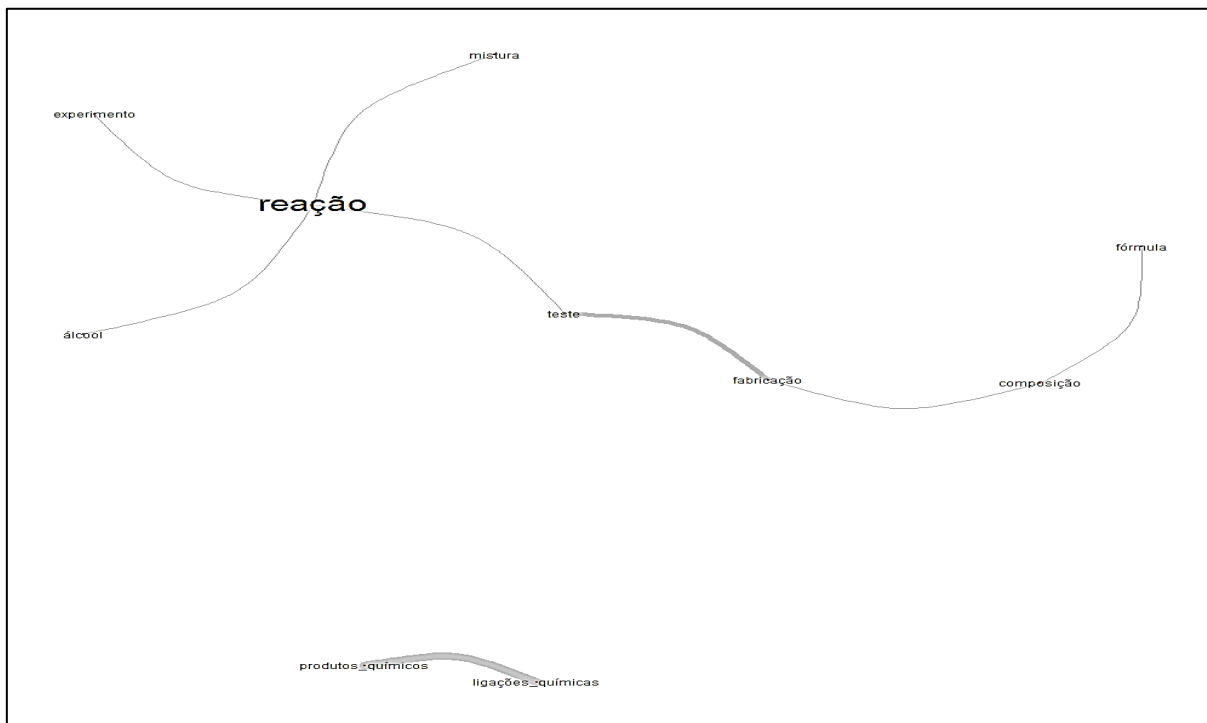 mistura
experimento
reação
fórmula
teste
álcool
fabricação
composição
produtos_químicos
ligações_químicas